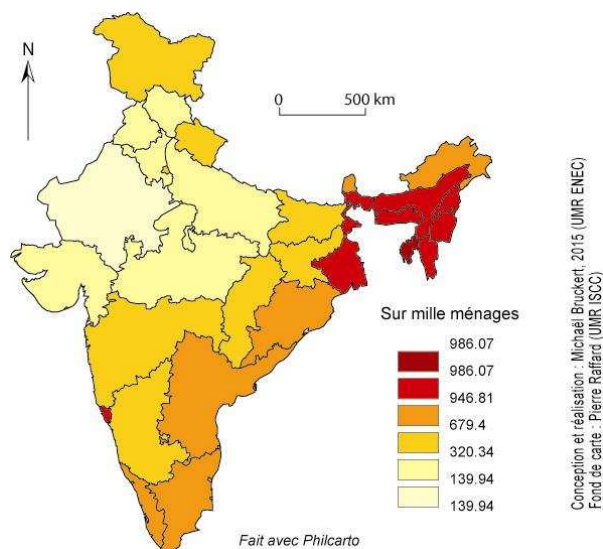 N
0 500 km
Sur mille ménages
986.07
986.07
946.81
679.4
320.34
139.94
139.94
Fait avec Philcarto
Conception et réalisation : Michaël Bruckert, 2015 (UMR ENEC)
Fond de carte : Pierre Raffard (UMR ISCC)